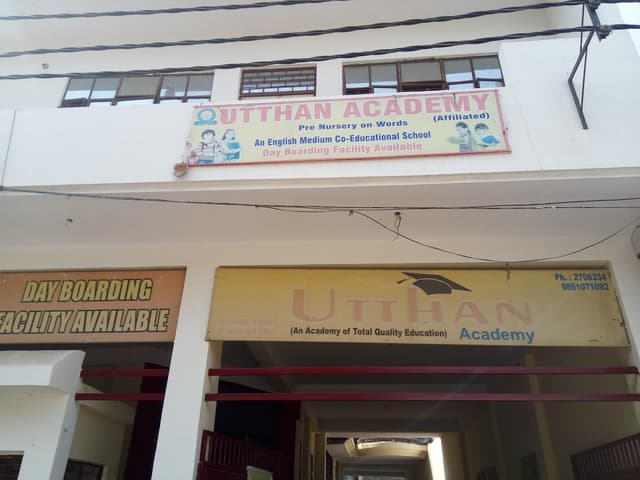 UTTHAN ACADEMY
(Affiliated)
Pre Nursery on Words
An English Medium Co-Educational School
Day Boarding Facility Available
DAY BOARDING
FACILITY AVAILABLE
Ph. : 2706334
9891071092
UTTHAN
(An Academy of Total Quality Education) Academy